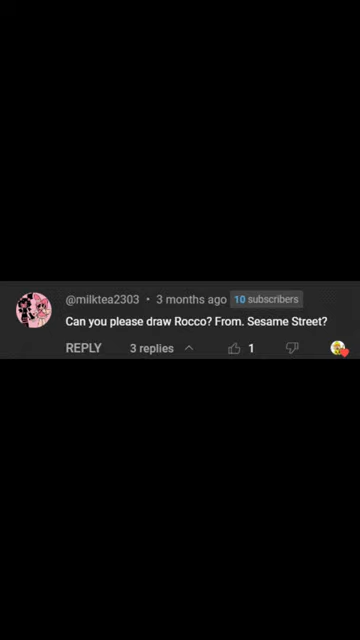 @milktea2303 • 3 months ago 10 subscribers
Can you please draw Rocco? From. Sesame Street?
REPLY 3 replies 1